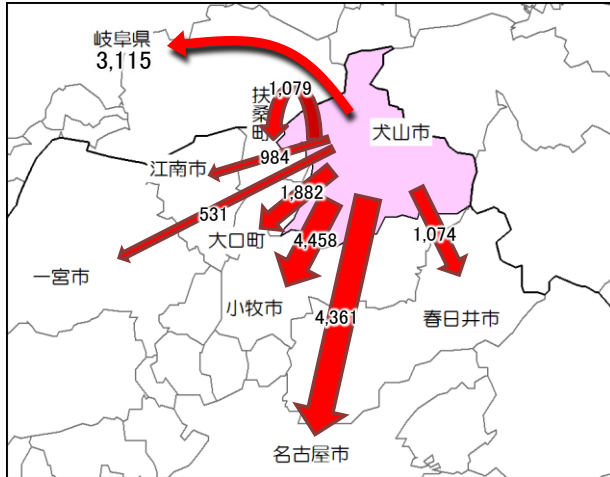 岐阜県
3,115
1,079
扶桑町
犬山市
984
江南市
1,882
531
大口町
4,458
1,074
一宮市
小牧市
4,361
春日井市
名古屋市